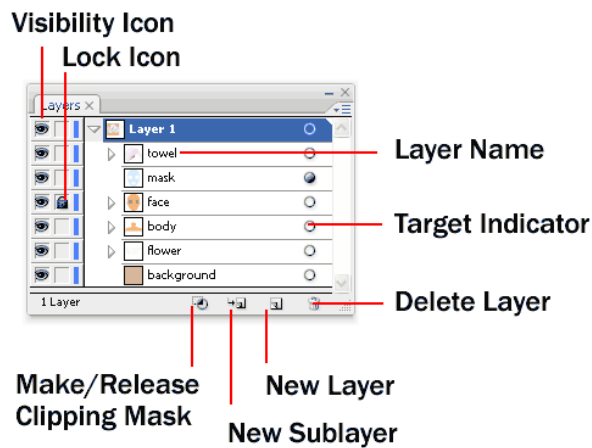 Visibility Icon
Lock Icon
Layers
Layer 1
towel
Layer Name
mask
face
body
Target Indicator
flower
background
1 Layer
Delete Layer
Make/Release
Clipping Mask
New Layer
New Sublayer